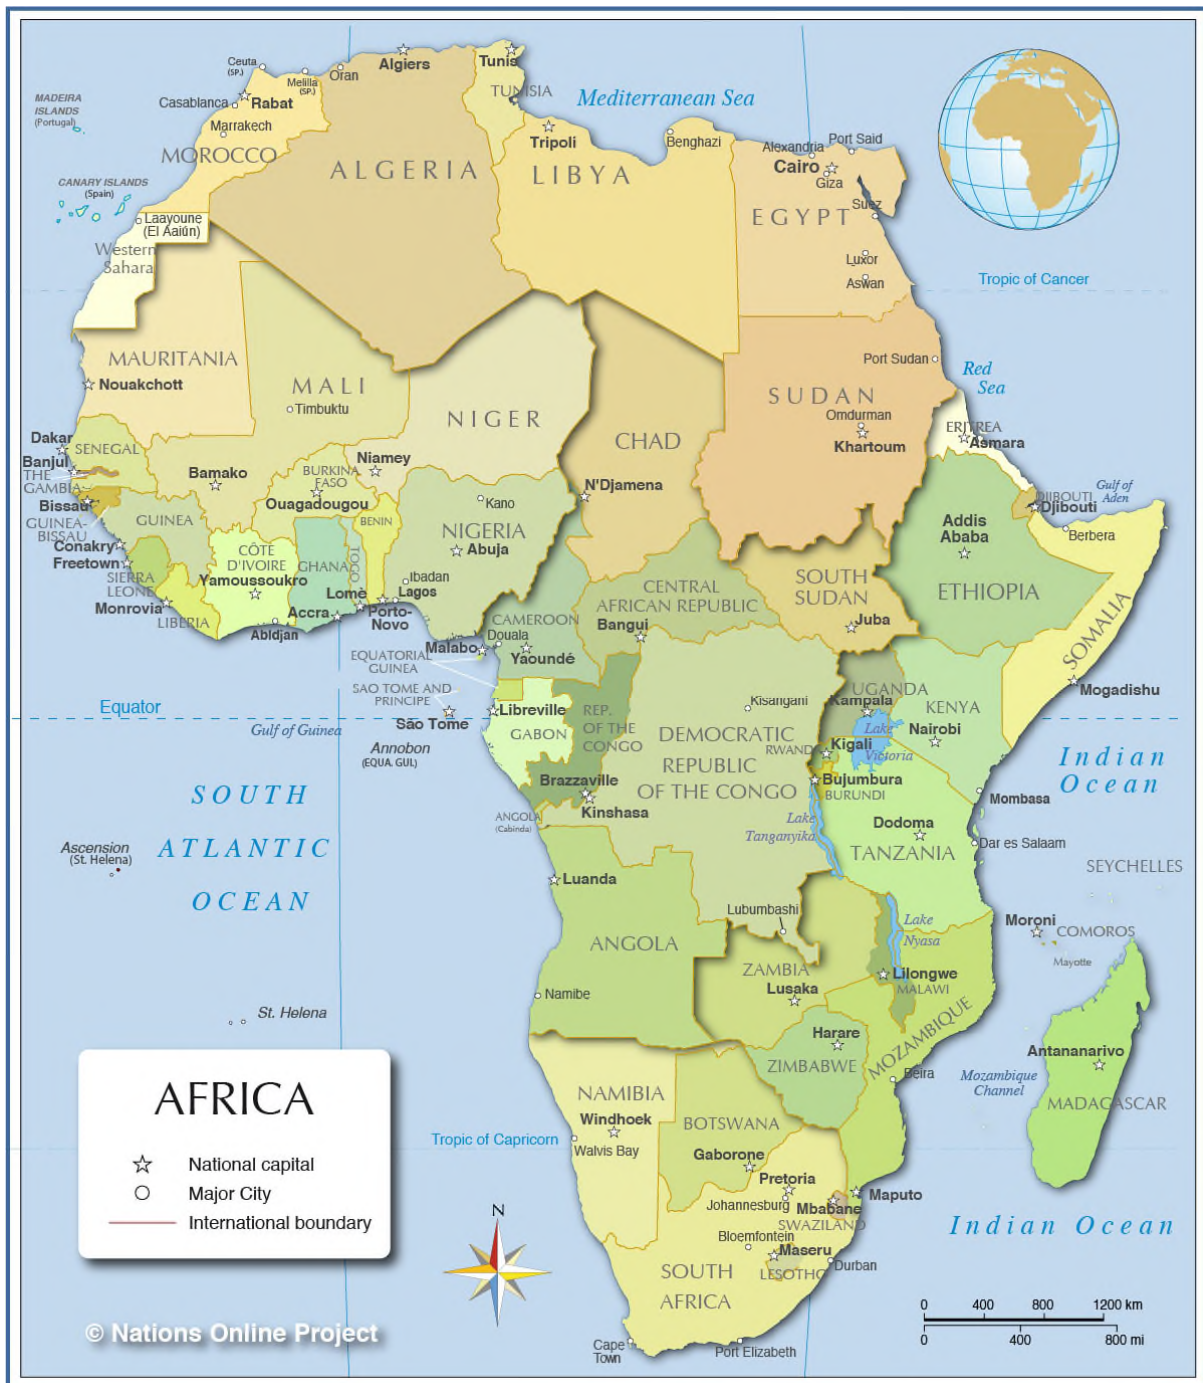 Ceuta
(SP.)
Melilla
(SP.)
Oran
Algiers
Tunis
TUNISIA
Mediterranean Sea
MADEIRA
ISLANDS
(Portugal)
Casablanca
Rabat
Marrakech
MOROCCO
ALGERIA
Tripoli
LIBYA
Benghazi
Alexandria
Port Said
Cairo
Giza
Suez
EGYPT
CANARY ISLANDS
(Spain)
Laayoune
(El Aaiún)
Western
Sahara
Luxor
Aswan
Tropic of Cancer
MAURITANIA
Nouakchott
MALI
Timbuktu
NIGER
CHAD
SUDAN
Port Sudan
Omdurman
Khartoum
Red
Sea
ERITREA
Asmara
Dakar
SENEGAL
Banjul
THE
GAMBIA
Bissau
GUINEA-
BISSAU
Bamako
BURKINA
FASO
Ouagadougou
Niamey
N'Djamena
Kano
NIGERIA
Abuja
DJIBOUTI
Djibouti
Gulf of
Aden
Berbera
Addis
Ababa
ETHIOPIA
GUINEA
Conakry
Freetown
SIERRA
LEONE
Monrovia
LIBERIA
CÔTE
D'IVOIRE
Yamoussoukro
Abidjan
GHANA
Accra
TOGO
Lomé
BENIN
Porto-
Novo
Ibadan
Lagos
CENTRAL
AFRICAN REPUBLIC
Bangui
SOUTH
SUDAN
Juba
SOMALIA
Mogadishu
CAMEROON
Douala
Malabo
Yaoundé
EQUATORIAL
GUINEA
SAO TOME AND
PRINCIPE
São Tome
Equator
Gulf of Guinea
Annobon
(EQUA. GUL)
Libreville
GABON
REP.
OF THE
CONGO
Kisangani
DEMOCRATIC
REPUBLIC
OF THE CONGO
UGANDA
Kampala
KENYA
Nairobi
Lake
Victoria
RWANDA
Kigali
Bujumbura
BURUNDI
Mombasa
Indian
Ocean
Brazzaville
Kinshasa
ANGOLA
(Cabinda)
Lake
Tanganyika
Dodoma
TANZANIA
Dar es Salaam
SEYCHELLES
SOUTH
ATLANTIC
OCEAN
Ascension
(St. Helena)
Luanda
ANGOLA
Namibe
Lubumbashi
Lake
Nyasa
Moroni
COMOROS
Mayotte
ZAMBIA
Lusaka
Lilongwe
MALAWI
MOZAMBIQUE
St. Helena
Harare
ZIMBABWE
Beira
Antananarivo
MADAGASCAR
Mozambique
Channel
NAMIBIA
Windhoek
Walvis Bay
BOTSWANA
Gaborone
Tropic of Capricorn
Pretoria
Johannesburg
Mbabane
SWAZILAND
Maputo
Indian Ocean
Bloemfontein
Maseru
LESOTHO
Durban
SOUTH
AFRICA
Cape
Town
Port Elizabeth
AFRICA
National capital
Major City
International boundary
N
© Nations Online Project
0 400 800 1200 km
0 400 800 mi